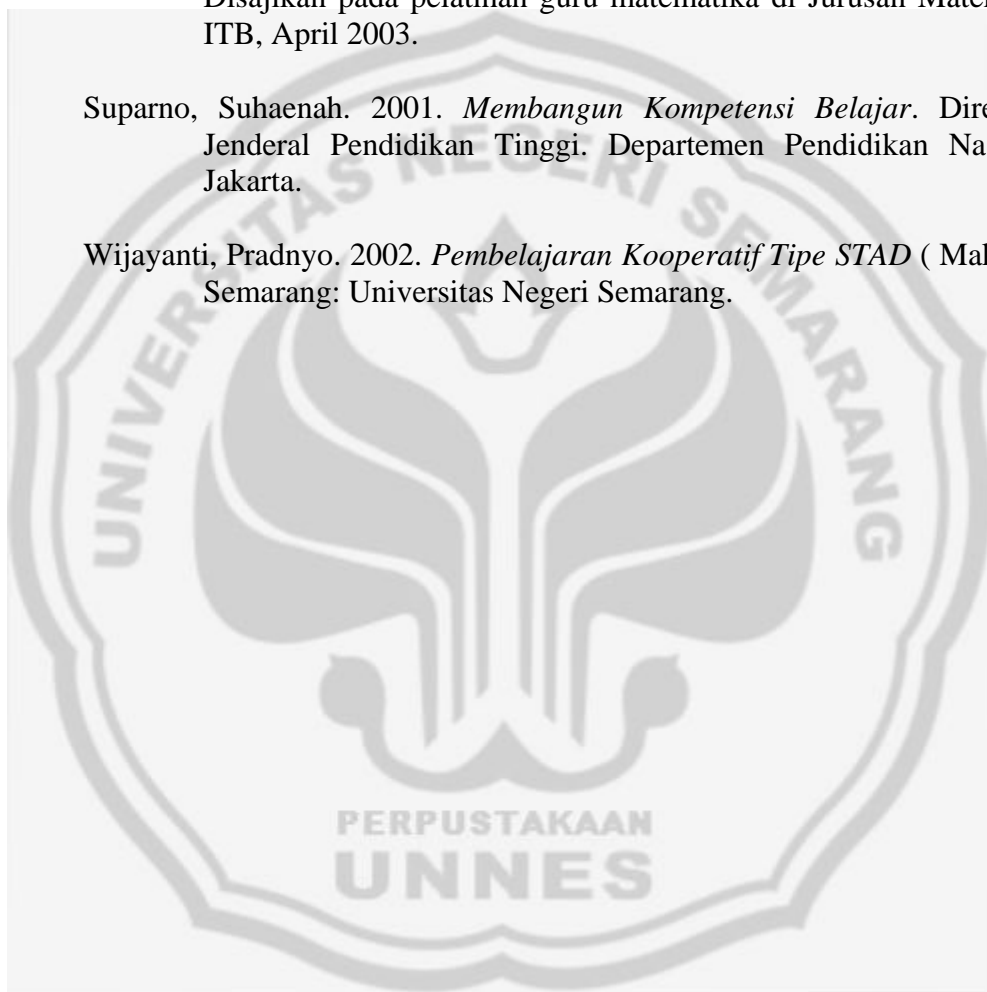 Disajikan pada pelatihan guru matematika di Jurusan Matem
ITB, April 2003.
Suparno, Suhaenah. 2001. Membangun Kompetensi Belajar. Dire
Jenderal Pendidikan Tinggi. Departemen Pendidikan Na
Jakarta.
Wijayanti, Pradnyo. 2002. Pembelajaran Kooperatif Tipe STAD ( Mal
Semarang: Universitas Negeri Semarang.
UNIVERSITAS NEGERI SEMARANG
PERPUSTAKAAN
UNNES